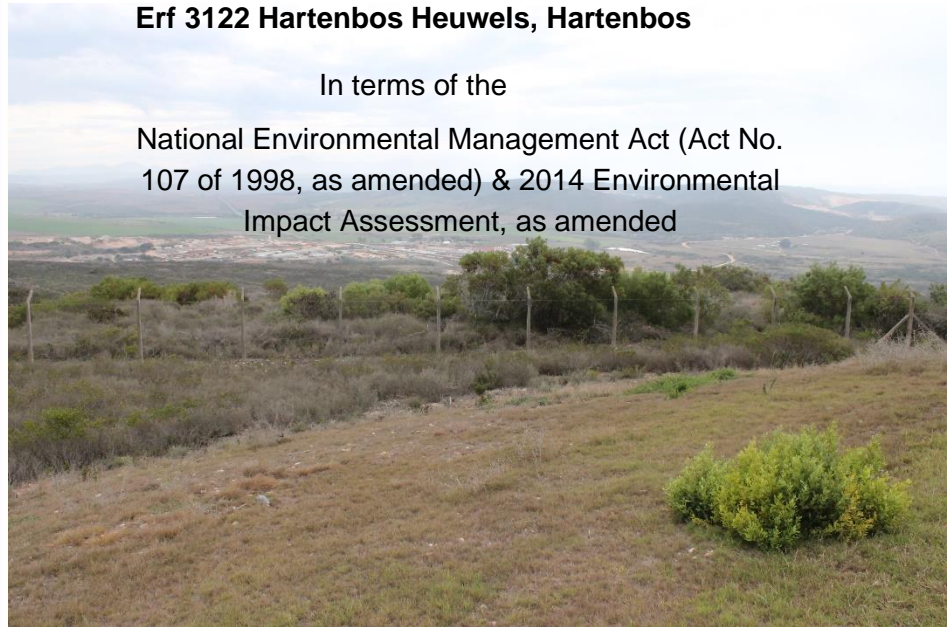 Erf 3122 Hartenbos Heuwels, Hartenbos
In terms of the
National Environmental Management Act (Act No.
107 of 1998, as amended) & 2014 Environmental
Impact Assessment, as amended